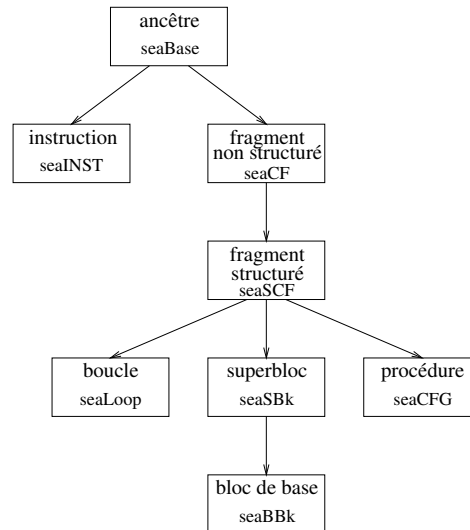 ancêtre
seaBase
instruction
seaINST
fragment
non structuré
seaCF
fragment
structuré
seaSCF
boucle
seaLoop
superbloc
seaSBk
procédure
seaCFG
bloc de base
seaBBk